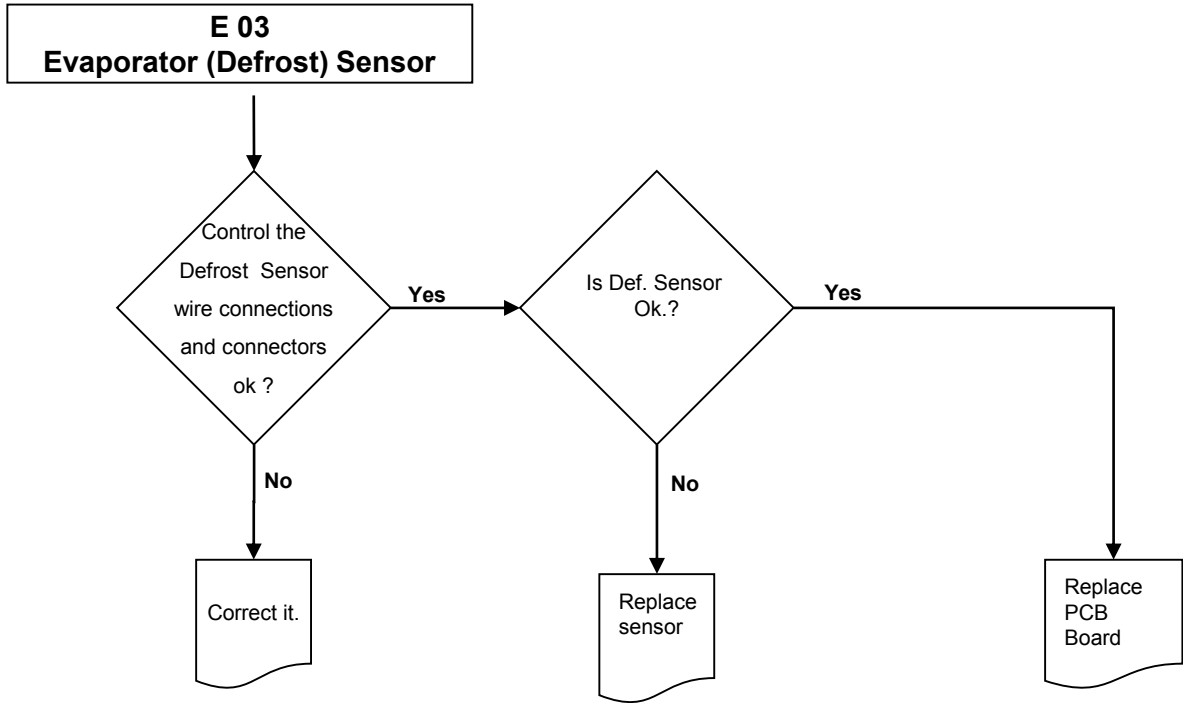 E 03
Evaporator (Defrost) Sensor
Control the
Defrost Sensor
wire connections
and connectors
ok ?
Yes
Is Def. Sensor
Ok.?
Yes
No
No
Correct it.
Replace
sensor
Replace
PCB
Board